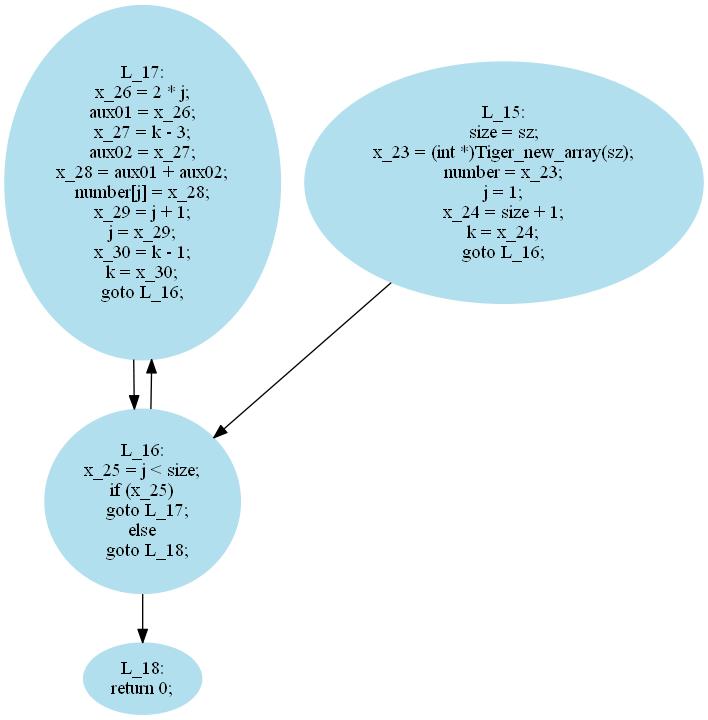 L_17:
x_26 = 2 * j;
aux01 = x_26;
x_27 = k - 3;
aux02 = x_27;
x_28 = aux01 + aux02;
number[j] = x_28;
x_29 = j + 1;
j = x_29;
x_30 = k - 1;
k = x_30;
goto L_16;
L_15:
size = sz;
x_23 = (int *)Tiger_new_array(sz);
number = x_23;
j = 1;
x_24 = size + 1;
k = x_24;
goto L_16;
L_16:
x_25 = j < size;
if (x_25)
goto L_17;
else
goto L_18;
L_18:
return 0;